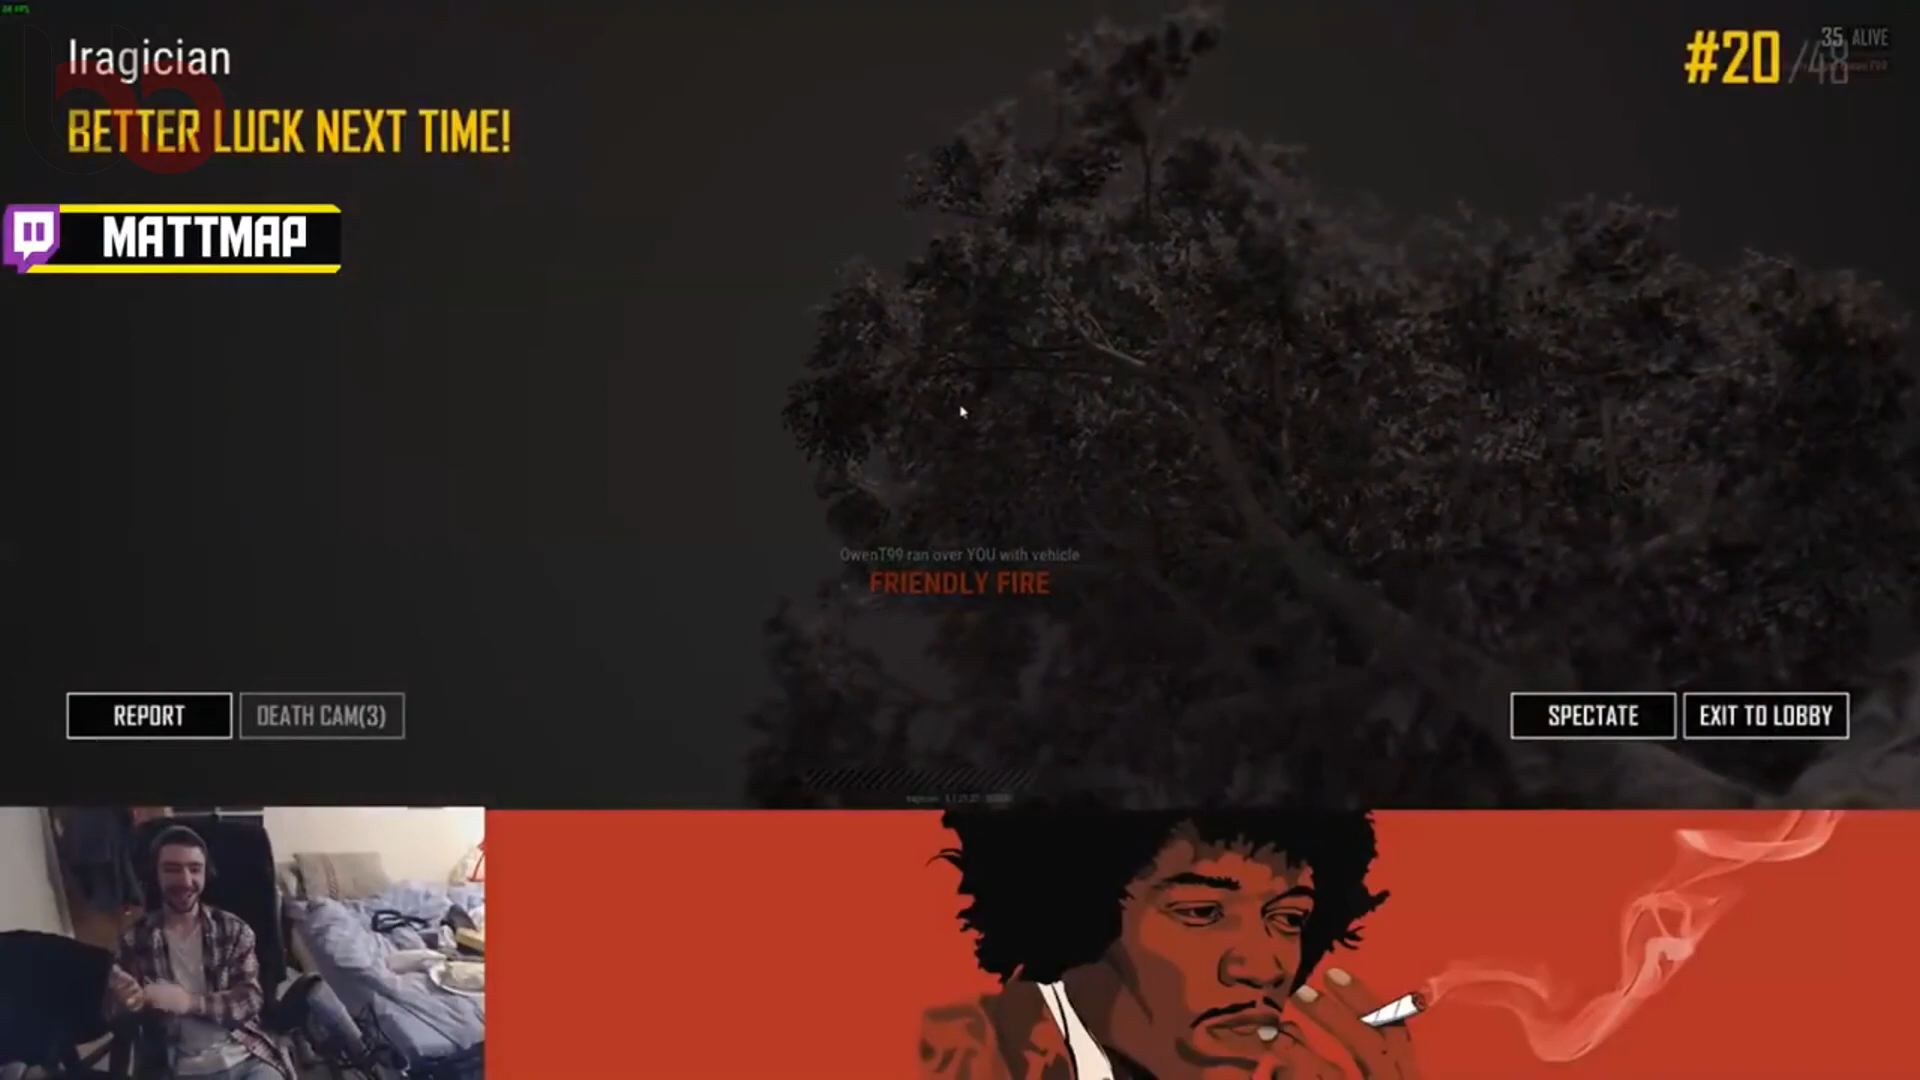 Iragician
#20/48
35 ALIVE
BETTER LUCK NEXT TIME!
MATTMAP
OwenT99 ran over YOU with vehicle
FRIENDLY FIRE
REPORT
DEATH CAM(3)
SPECTATE
EXIT TO LOBBY